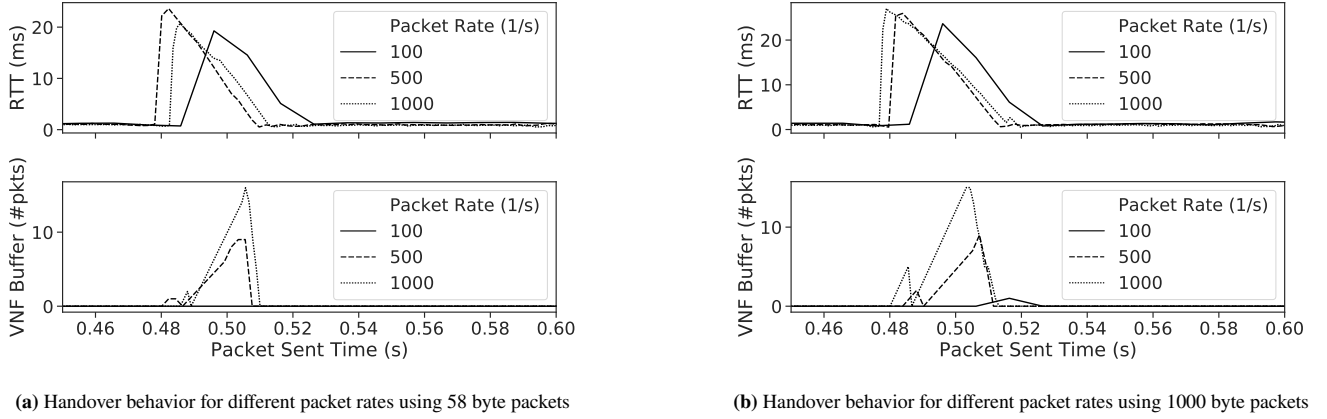 RTT (ms)
20
10
0
Packet Rate (1/s)
100
500
1000
VNF Buffer (#pkts)
10
0
Packet Rate (1/s)
100
500
1000
0.46 0.48 0.50 0.52 0.54 0.56 0.58 0.60
Packet Sent Time (s)
(a) Handover behavior for different packet rates using 58 byte packets
RTT (ms)
20
10
0
Packet Rate (1/s)
100
500
1000
VNF Buffer (#pkts)
10
0
Packet Rate (1/s)
100
500
1000
0.46 0.48 0.50 0.52 0.54 0.56 0.58 0.60
Packet Sent Time (s)
(b) Handover behavior for different packet rates using 1000 byte packets